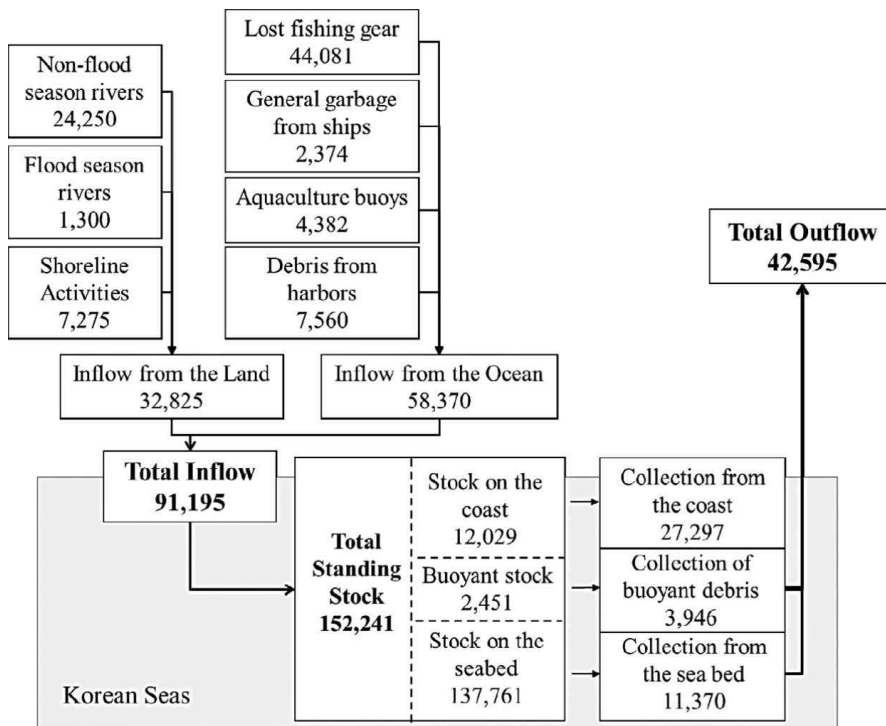 Non-flood
season rivers
24,250
Flood season
rivers
1,300
Shoreline
Activities
7,275
Lost fishing gear
44,081
General garbage
from ships
2,374
Aquaculture buoys
4,382
Debris from
harbors
7,560
Inflow from the Land
32,825
Inflow from the Ocean
58,370
Total Inflow
91,195
Total
Standing
Stock
152,241
Stock on the
coast
12,029
Buoyant stock
2,451
Stock on the
seabed
137,761
Collection from
the coast
27,297
Collection of
buoyant debris
3,946
Collection from
the sea bed
11,370
Total Outflow
42,595
Korean Seas